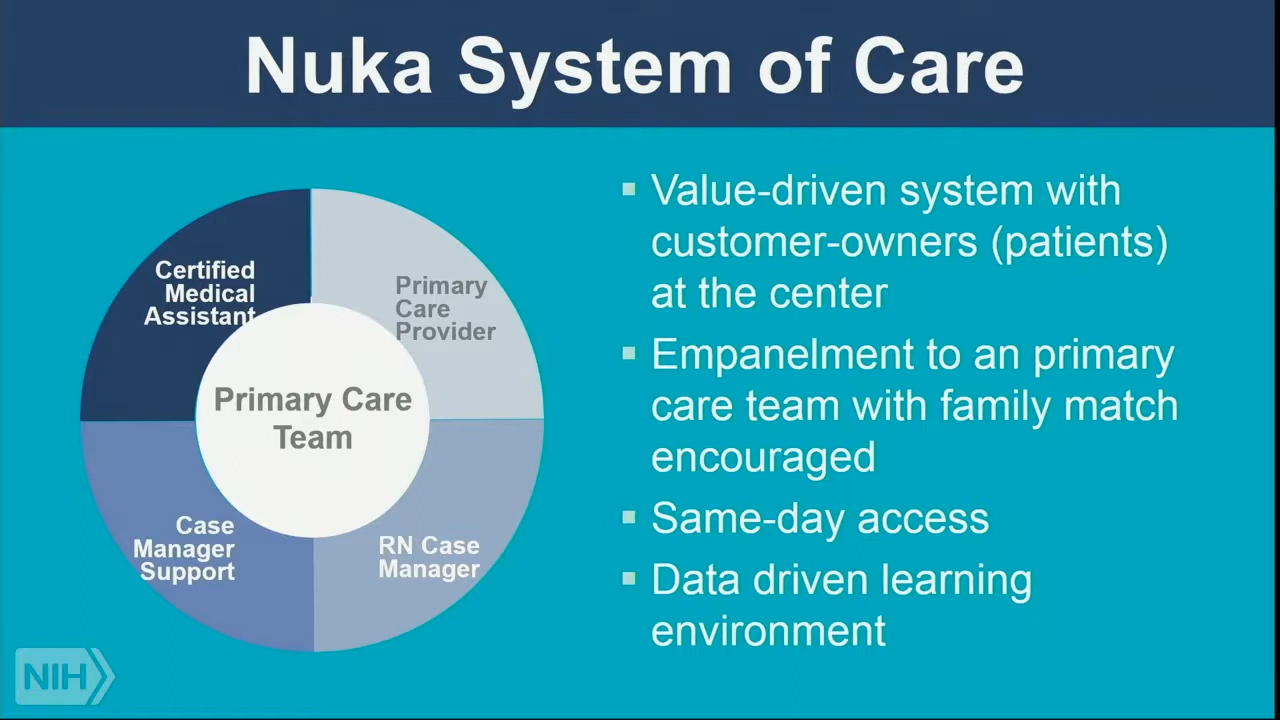 Nuka System of Care
Certified
Medical
Assistant
Primary
Care
Provider
Primary Care
Team
Case
Manager
Support
RN Case
Manager
▪ Value-driven system with
customer-owners (patients)
at the center
▪ Empanelment to an primary
care team with family match
encouraged
▪ Same-day access
▪ Data driven learning
environment
NIH